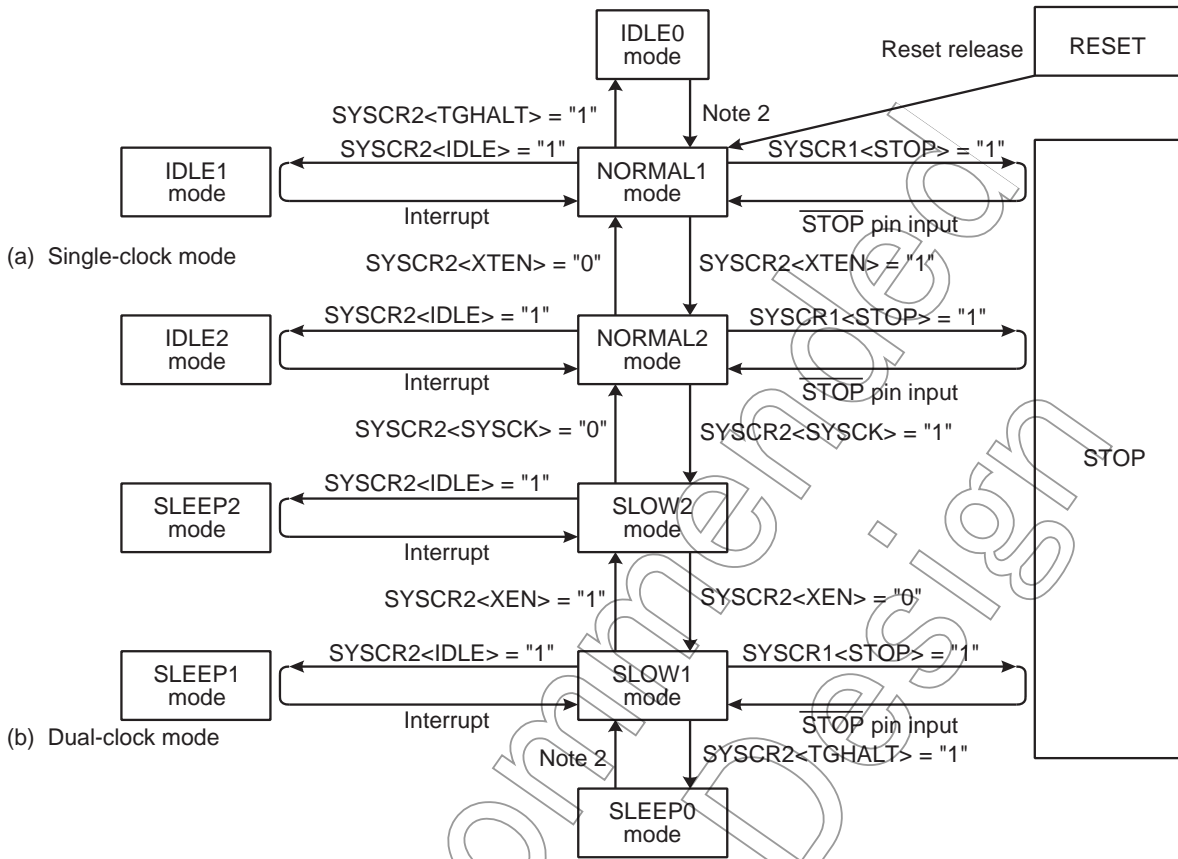 IDLE0
mode
Reset release
RESET
SYSCR2<TGHALT> = "1"
Note 2
IDLE1
mode
SYSCR2<IDLE> = "1"
Interrupt
NORMAL1
mode
SYSCR1<STOP> = "1"
STOP pin input
(a) Single-clock mode
SYSCR2<XTEN> = "0"
SYSCR2<XTEN> = "1"
IDLE2
mode
SYSCR2<IDLE> = "1"
Interrupt
NORMAL2
mode
SYSCR1<STOP> = "1"
STOP pin input
SYSCR2<SYSCK> = "0"
SYSCR2<SYSCK> = "1"
STOP
SLEEP2
mode
SYSCR2<IDLE> = "1"
Interrupt
SLOW2
mode
SYSCR2<XEN> = "1"
SYSCR2<XEN> = "0"
SLEEP1
mode
SYSCR2<IDLE> = "1"
Interrupt
SLOW1
mode
SYSCR1<STOP> = "1"
STOP pin input
(b) Dual-clock mode
Note 2
SYSCR2<TGHALT> = "1"
SLEEP0
mode
ommended
Design